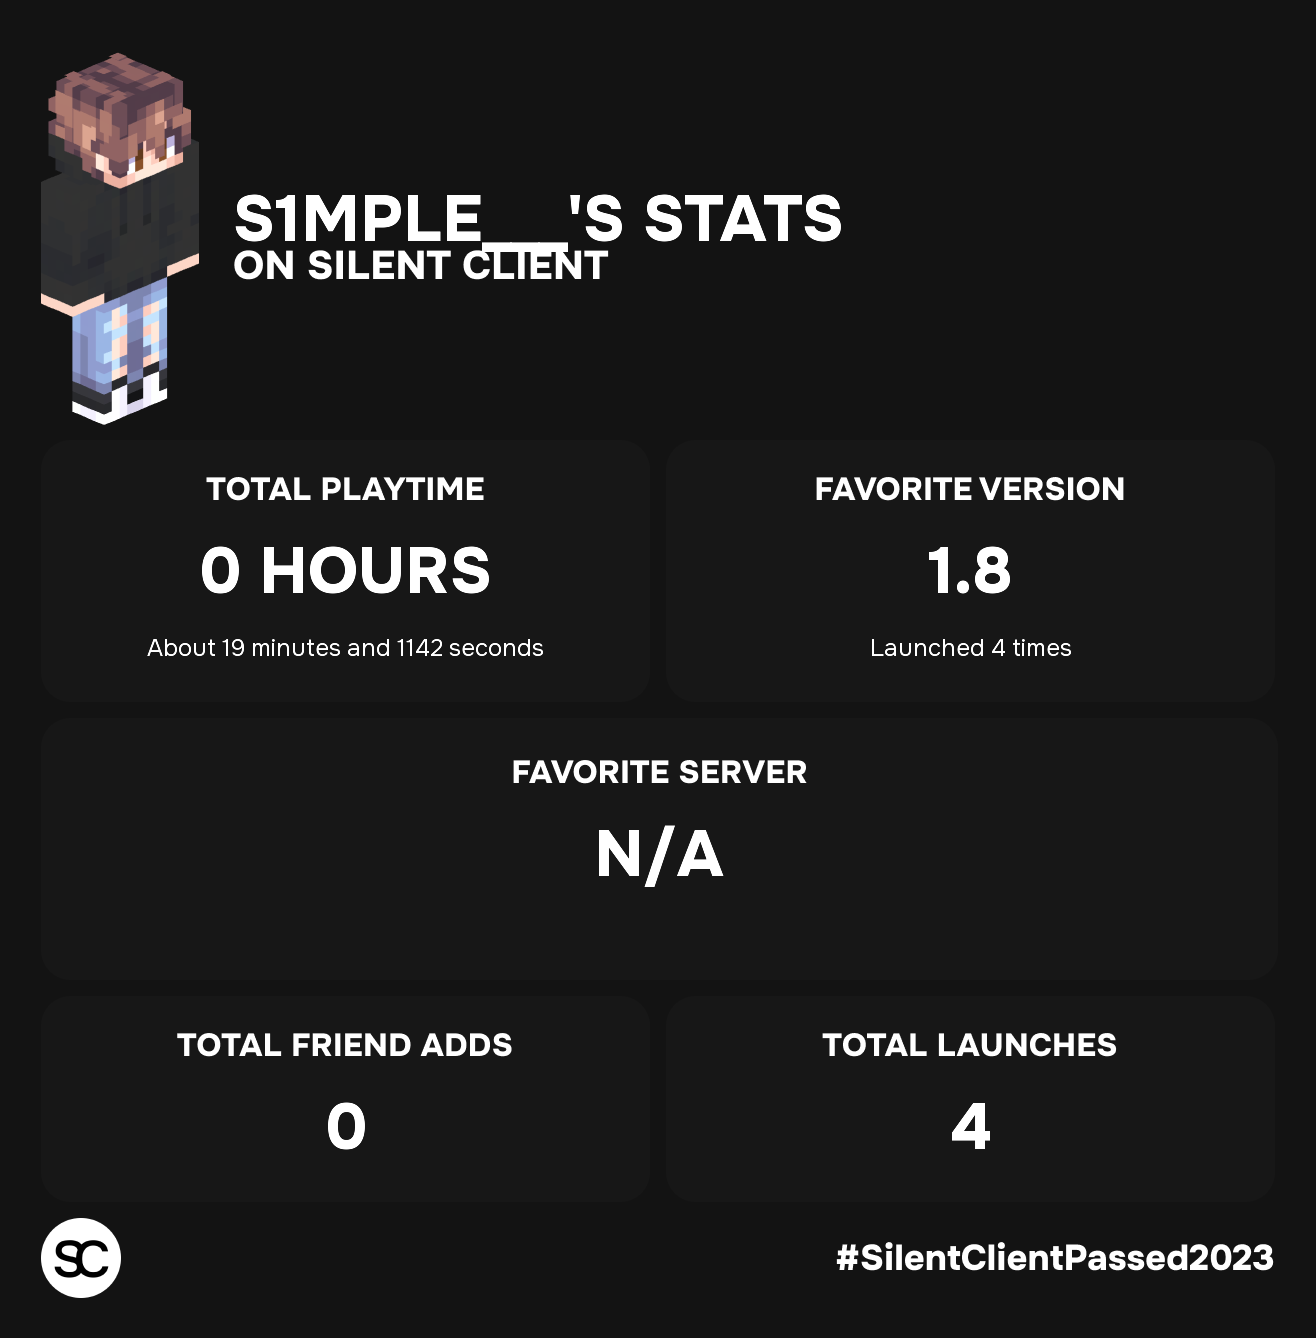 S1MPLE__'S STATS
ON SILENT CLIENT
TOTAL PLAYTIME
0 HOURS
About 19 minutes and 1142 seconds
FAVORITE VERSION
1.8
Launched 4 times
FAVORITE SERVER
N/A
TOTAL FRIEND ADDS
0
TOTAL LAUNCHES
4
SC
#SilentClientPassed2023